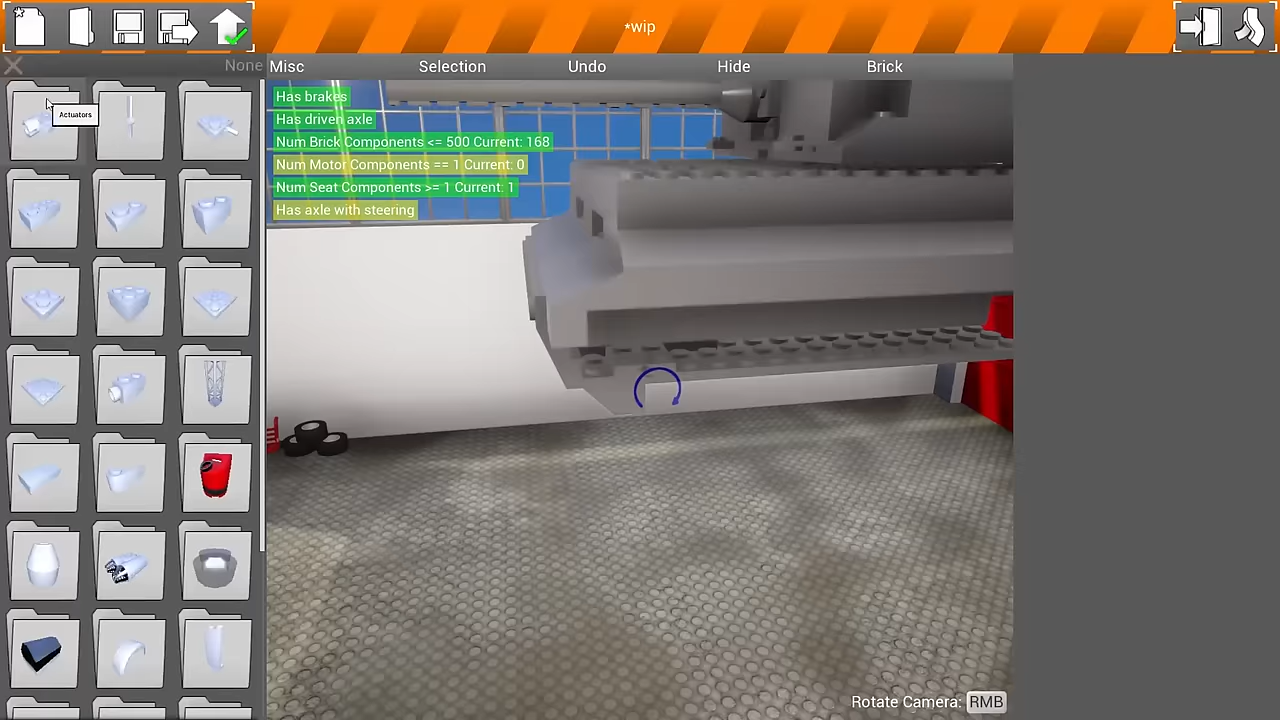 *wip
None
Misc
Selection
Undo
Hide
Brick
Actuators
Has brakes
Has driven axle
Num Brick Components <= 500 Current: 168
Num Motor Components == 1 Current: 0
Num Seat Components >= 1 Current: 1
Has axle with steering
Rotate Camera: RMB